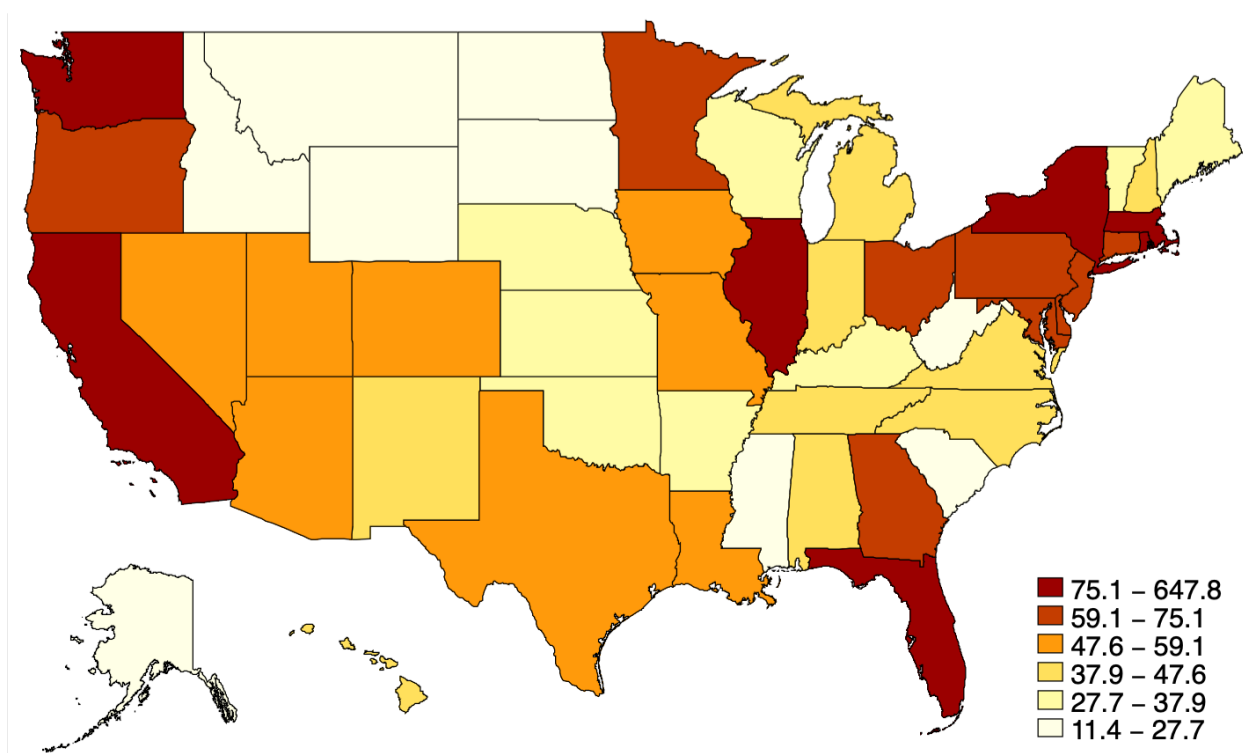 75.1 – 647.8
59.1 – 75.1
47.6 – 59.1
37.9 – 47.6
27.7 – 37.9
11.4 – 27.7